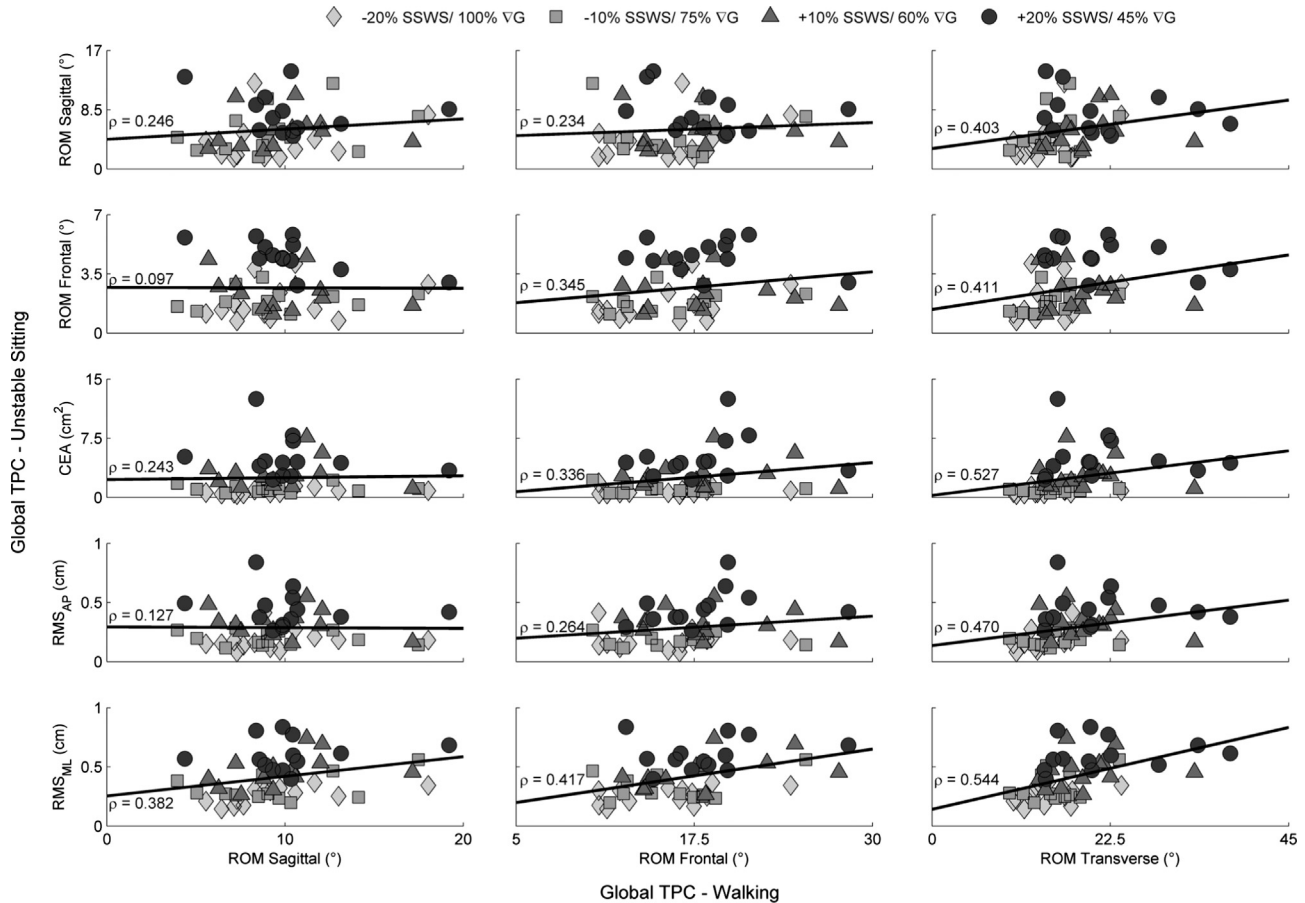 -20% SSWS/ 100% ∇G -10% SSWS/ 75% ∇G +10% SSWS/ 60% ∇G +20% SSWS/ 45% ∇G
Global TPC - Unstable Sitting
ROM Sagittal (°)
17
8.5
0
ρ = 0.246
ρ = 0.234
ρ = 0.403
ROM Frontal (°)
7
3.5
0
ρ = 0.097
ρ = 0.345
ρ = 0.411
CEA (cm²)
15
7.5
0
ρ = 0.243
ρ = 0.336
ρ = 0.527
RMS_AP (cm)
1
0.5
0
ρ = 0.127
ρ = 0.264
ρ = 0.470
RMS_ML (cm)
1
0.5
0
ρ = 0.382
ρ = 0.417
ρ = 0.544
0 10 20 5 17.5 30 0 22.5 45
ROM Sagittal (°) ROM Frontal (°) ROM Transverse (°)
Global TPC - Walking